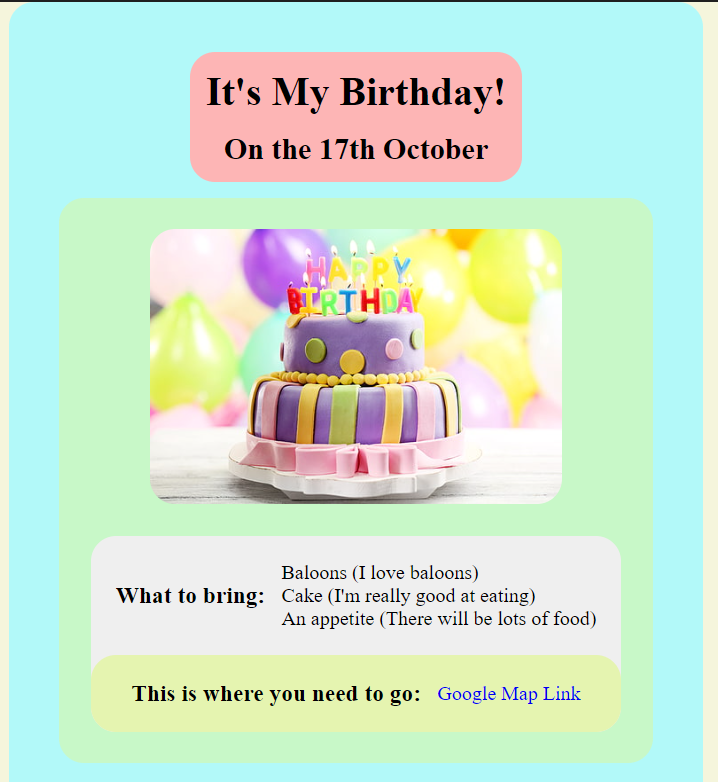 It's My Birthday!
On the 17th October
HAPPY
BIRTHDAY
What to bring:
Baloons (I love baloons)
Cake (I'm really good at eating)
An appetite (There will be lots of food)
This is where you need to go: Google Map Link